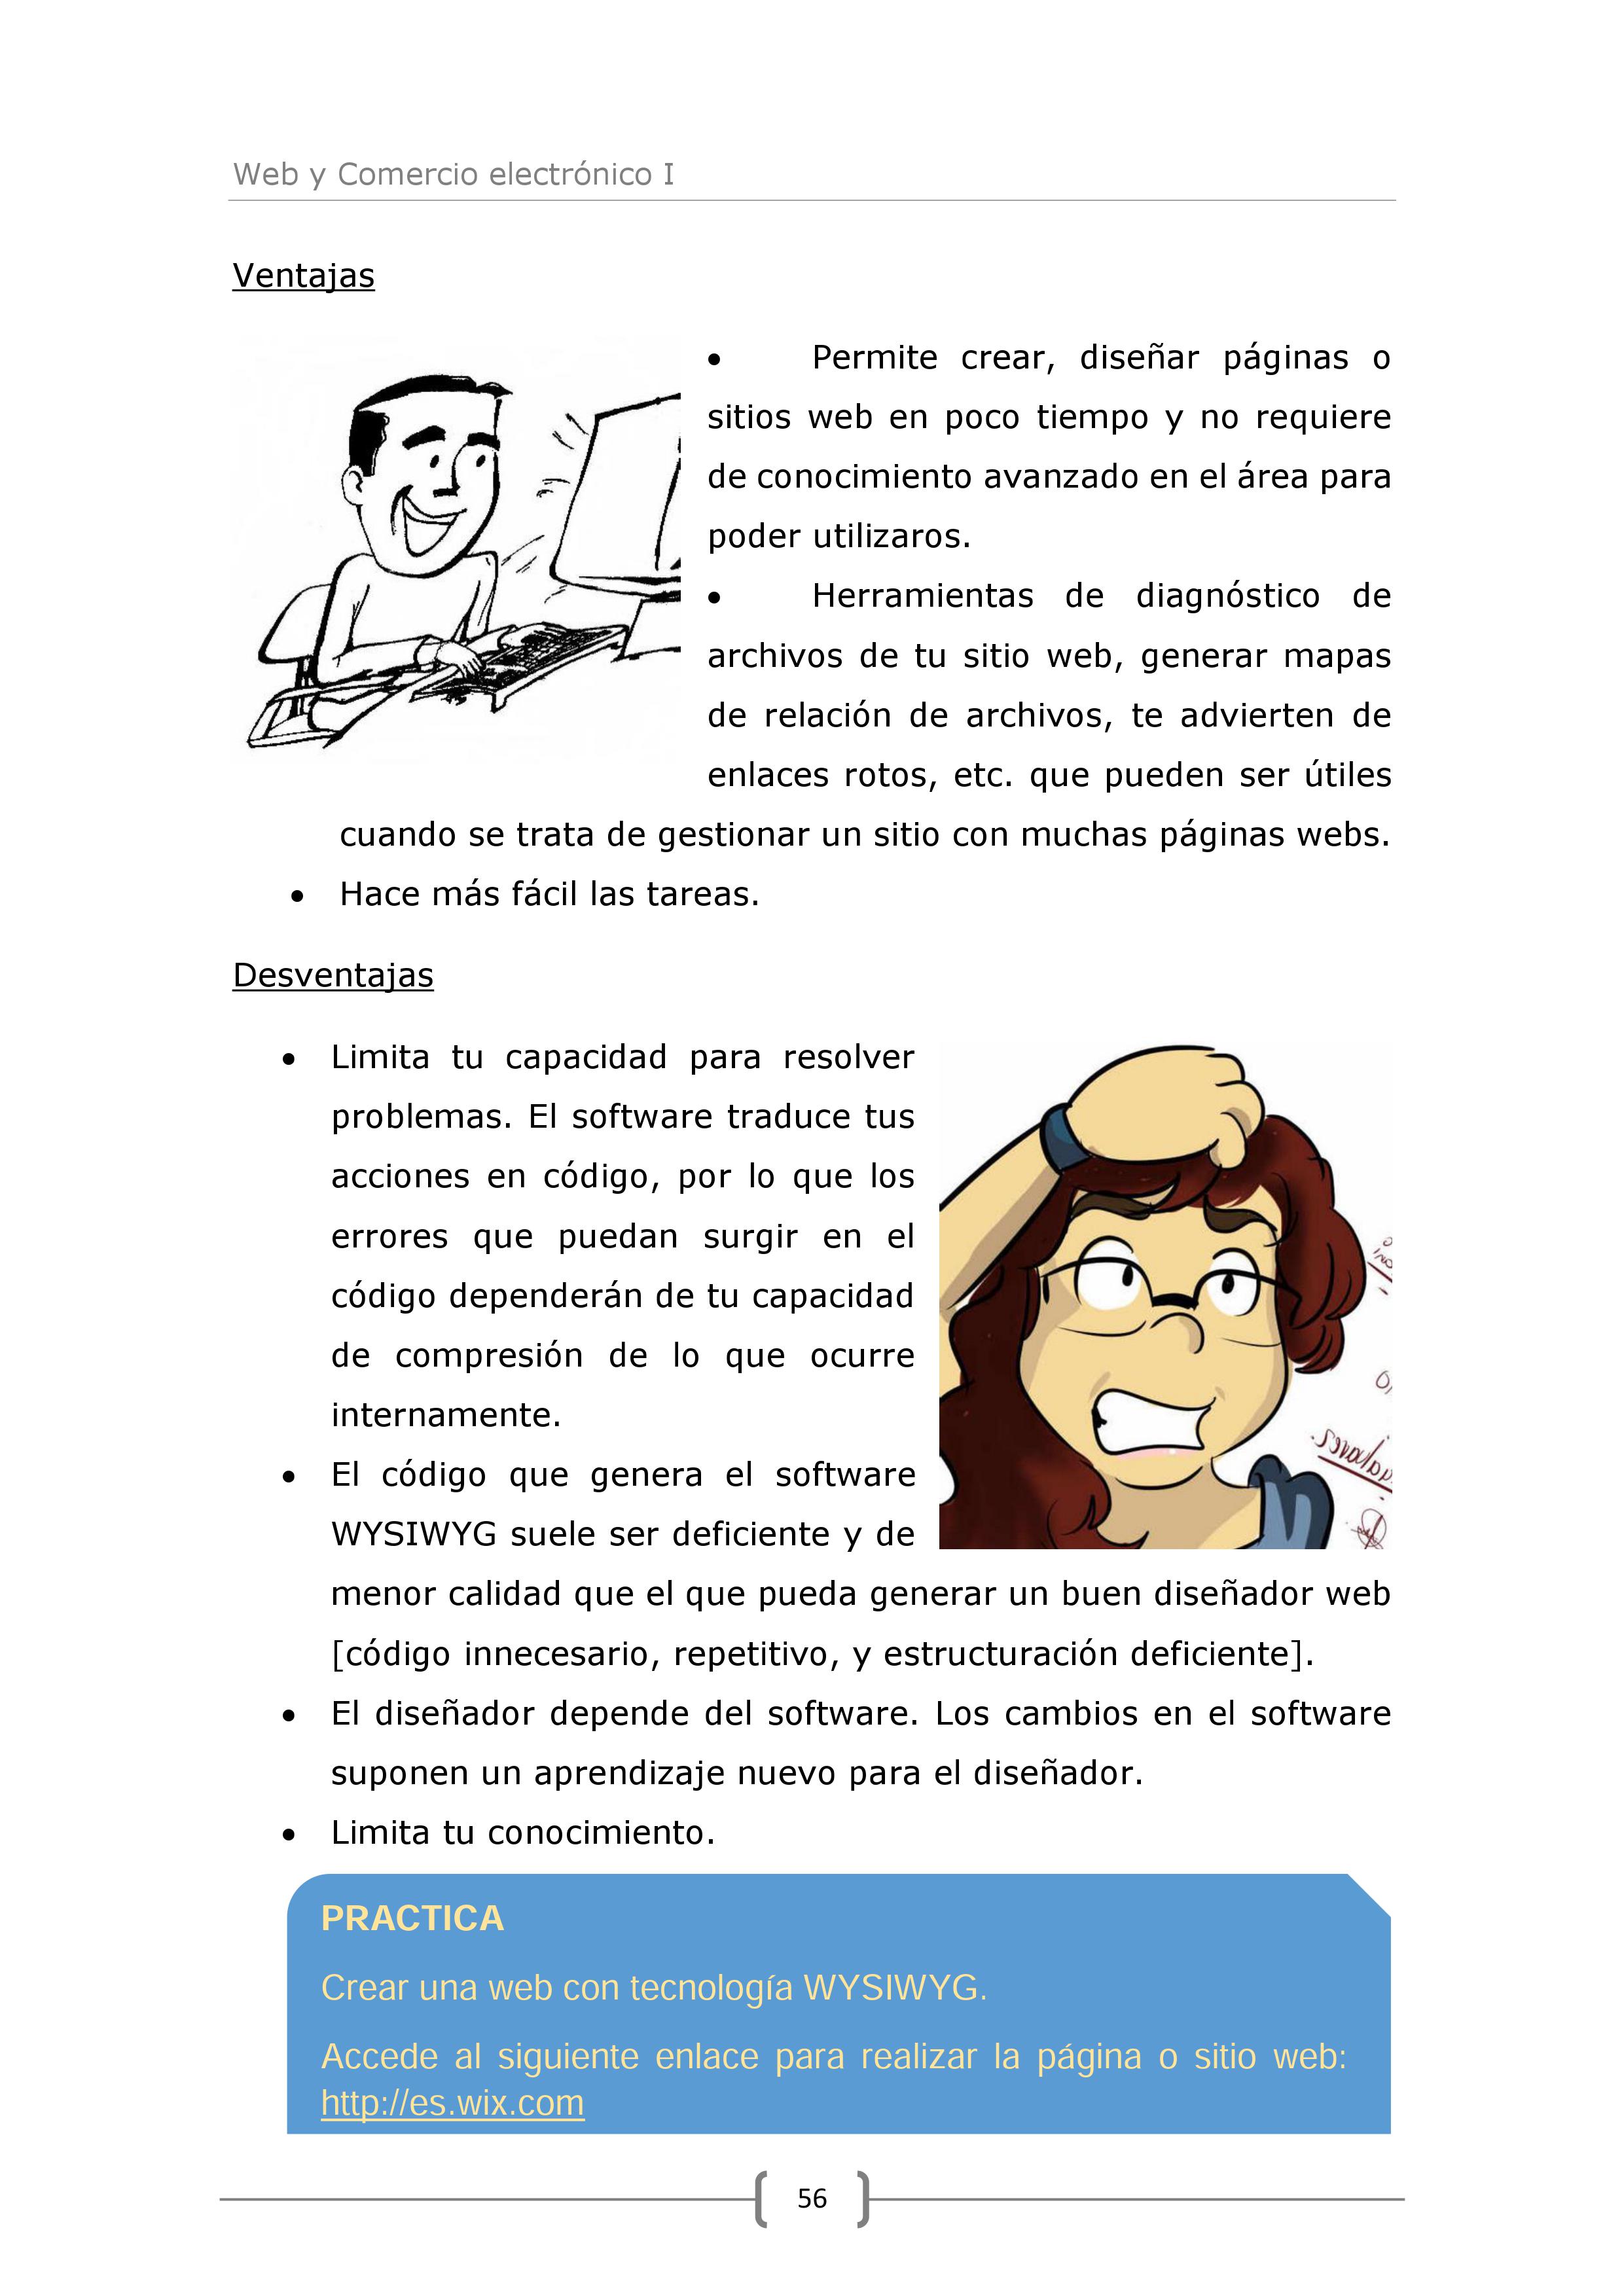 Web y Comercio electrónico I
Ventajas
• Permite crear, diseñar páginas o
sitios web en poco tiempo y no requiere
de conocimiento avanzado en el área para
poder utilizaros.
• Herramientas de diagnóstico de
archivos de tu sitio web, generar mapas
de relación de archivos, te advierten de
enlaces rotos, etc. que pueden ser útiles
cuando se trata de gestionar un sitio con muchas páginas webs.
• Hace más fácil las tareas.
Desventajas
• Limita tu capacidad para resolver
problemas. El software traduce tus
acciones en código, por lo que los
errores que puedan surgir en el
código dependerán de tu capacidad
de compresión de lo que ocurre
internamente.
• El código que genera el software
WYSIWYG suele ser deficiente y de
menor calidad que el que pueda generar un buen diseñador web
[código innecesario, repetitivo, y estructuración deficiente].
• El diseñador depende del software. Los cambios en el software
suponen un aprendizaje nuevo para el diseñador.
• Limita tu conocimiento.
PRACTICA
Crear una web con tecnología WYSIWYG.
Accede al siguiente enlace para realizar la página o sitio web:
http://es.wix.com
56